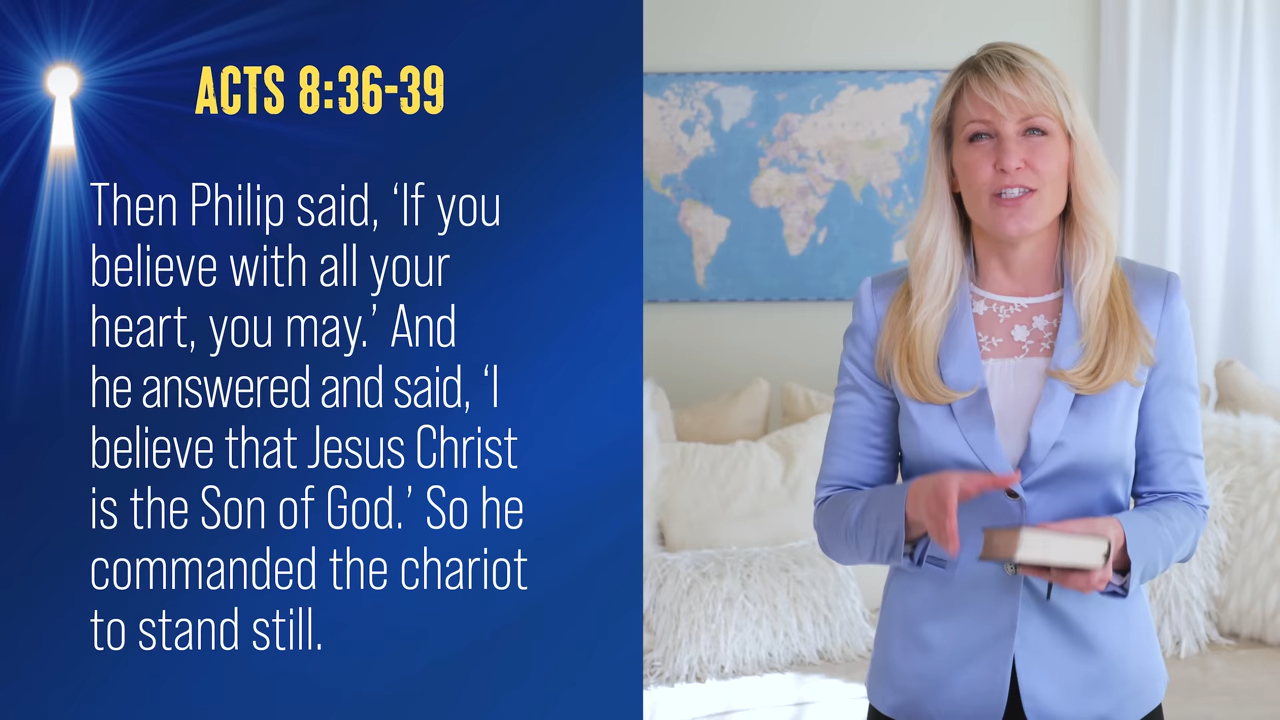 ACTS 8:36-39
Then Philip said, ‘If you
believe with all your
heart, you may.’ And
he answered and said, ‘I
believe that Jesus Christ
is the Son of God.’ So he
commanded the chariot
to stand still.